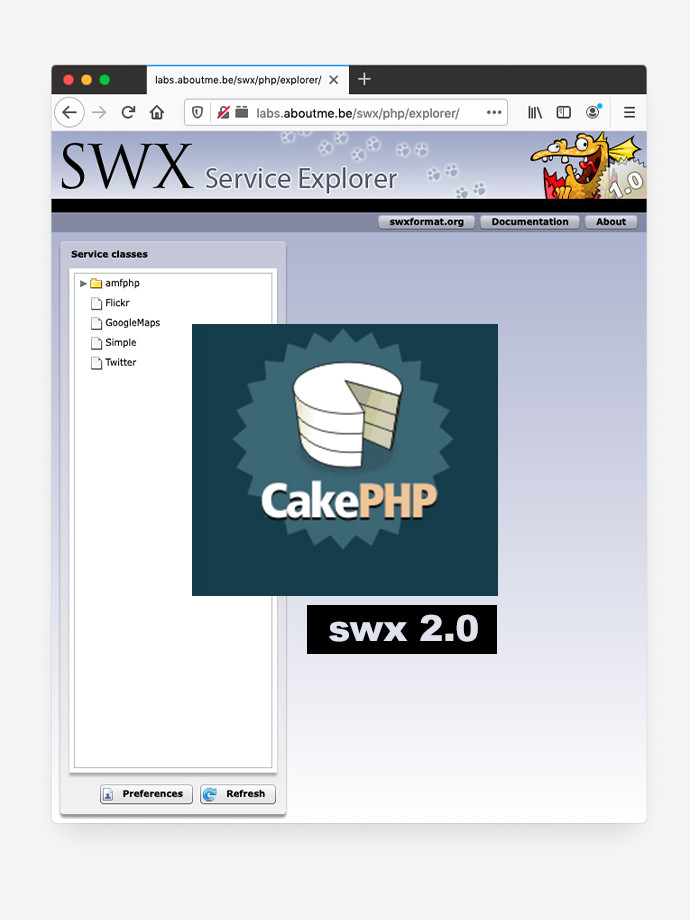 labs.aboutme.be/swx/php/explorer/
labs.aboutme.be/swx/php/explorer/
SWX Service Explorer
1.0
swxformat.org Documentation About
Service classes
amfphp
Flickr
GoogleMaps
Simple
Twitter
CakePHP
swx 2.0
Preferences Refresh